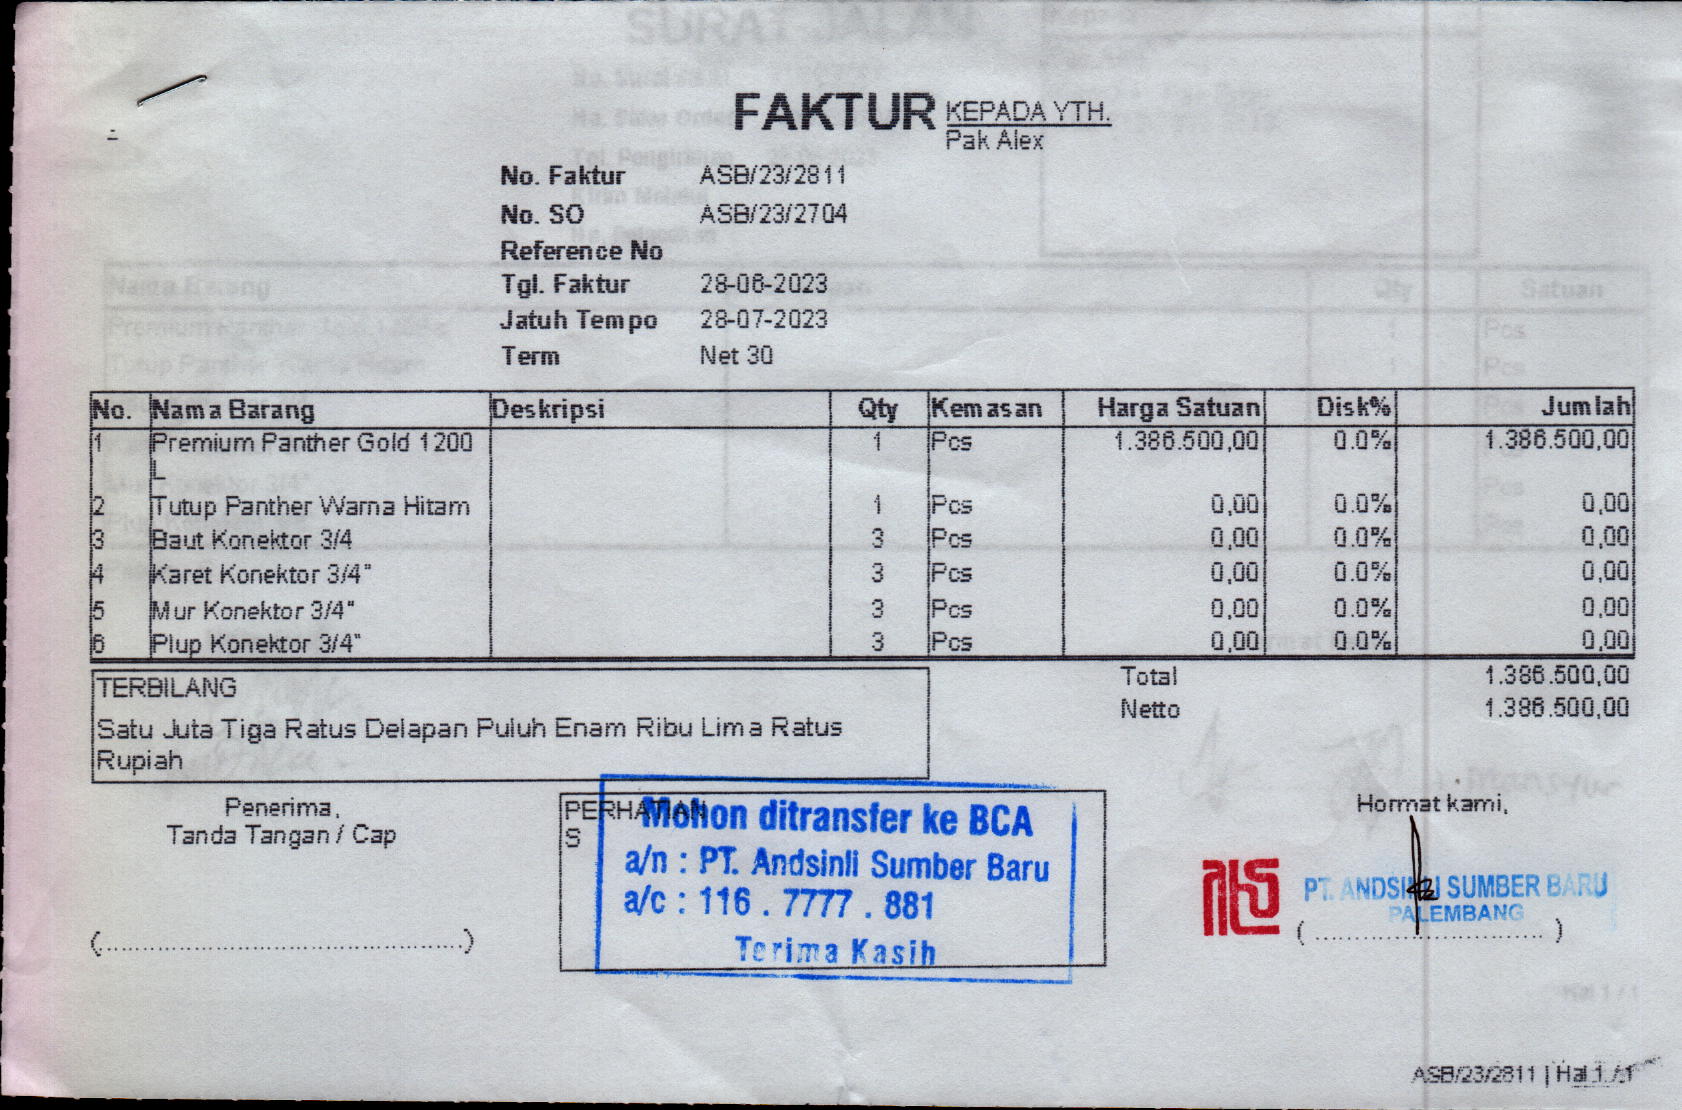 FAKTUR
KEPADA YTH.
Pak Alex
No. Faktur ASB/23/2811
No. SO ASB/23/2704
Reference No
Tgl. Faktur 28-06-2023
Jatuh Tempo 28-07-2023
Term Net 30
No. Nama Barang Deskripsi Qty Kemasan Harga Satuan Disk% Jumlah
1 Premium Panther Gold 1200 1 Pcs 1.386.500,00 0.0% 1.386.500,00
L
2 Tutup Panther Warna Hitam 1 Pcs 0,00 0.0% 0,00
3 Baut Konektor 3/4 3 Pcs 0,00 0.0% 0,00
4 Karet Konektor 3/4" 3 Pcs 0,00 0.0% 0,00
5 Mur Konektor 3/4" 3 Pcs 0,00 0.0% 0,00
6 Plup Konektor 3/4" 3 Pcs 0,00 0.0% 0,00
Total 1.386.500,00
Netto 1.386.500,00
TERBILANG
Satu Juta Tiga Ratus Delapan Puluh Enam Ribu Lima Ratus
Rupiah
Penerima,
Tanda Tangan / Cap
(......................................)
PERHATIAN
S
Mohon ditransfer ke BCA
a/n : PT. Andsinli Sumber Baru
a/c : 116 . 7777 . 881
Terima Kasih
Hormat kami,
PT. ANDSINLI SUMBER BARU
PALEMBANG
(..............................)
ASB/23/2811 | Hal 1 / 1